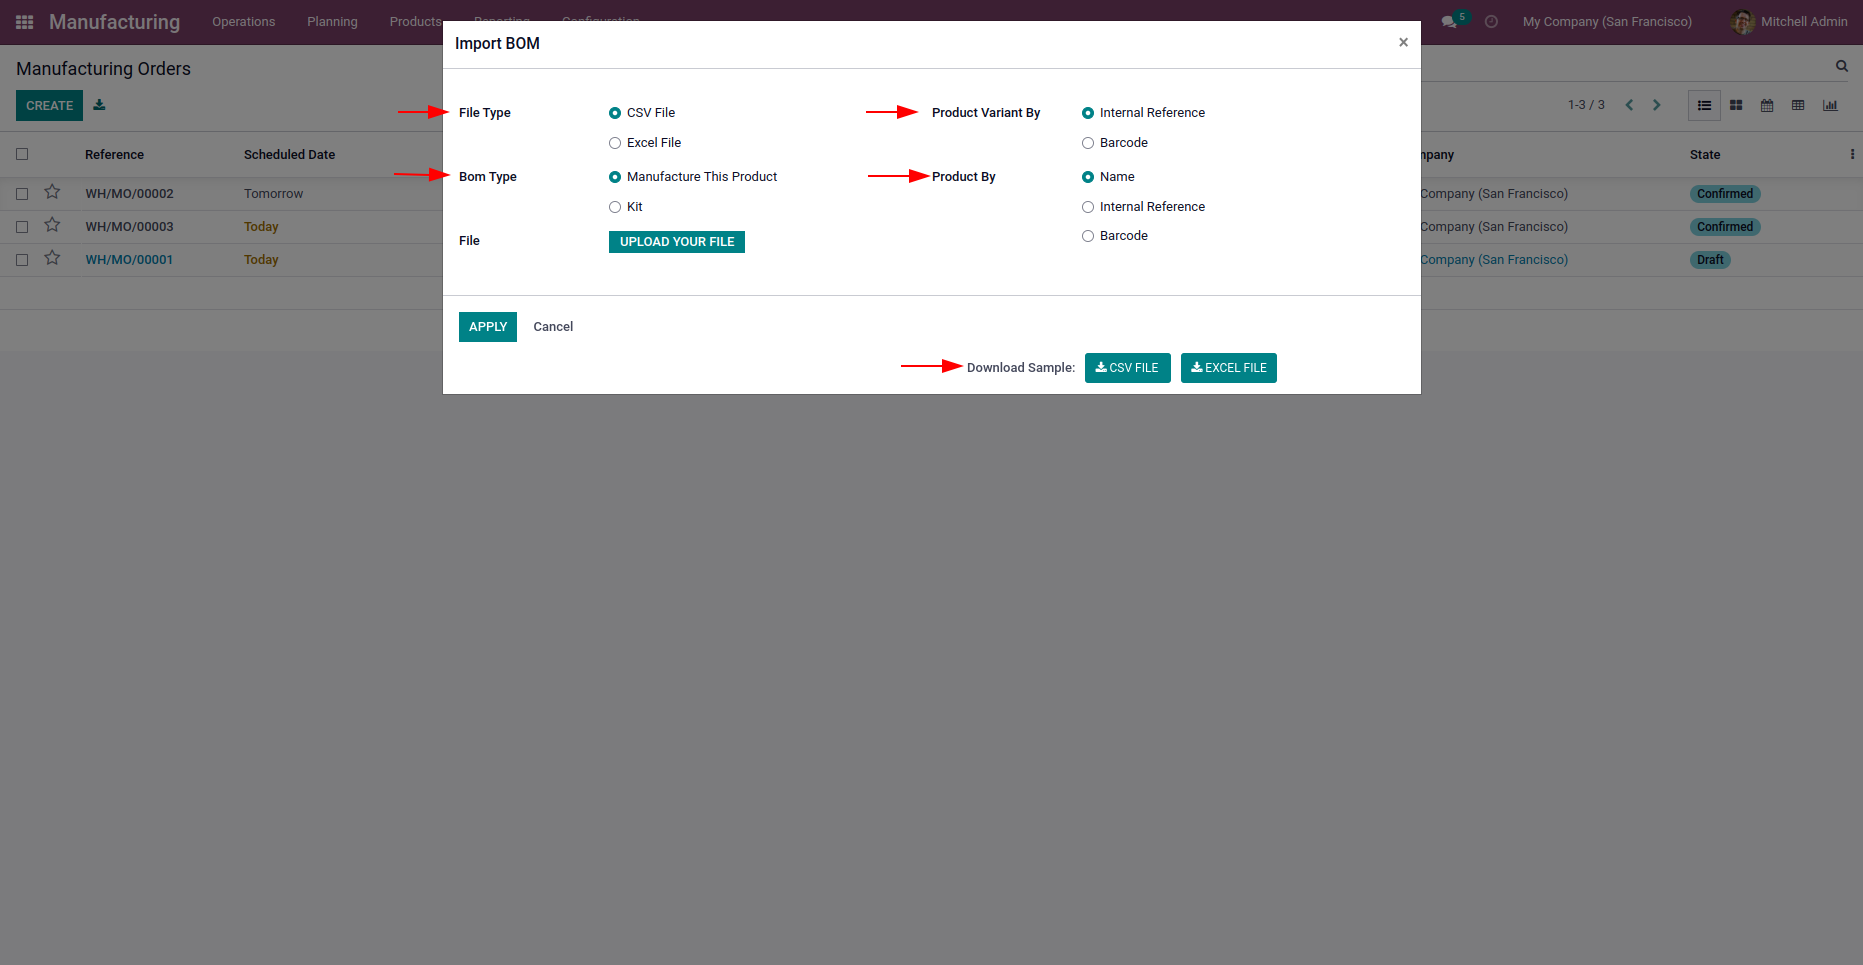 Manufacturing Operations Planning Products Reporting Configuration 5 My Company (San Francisco) Mitchell Admin
Import BOM ×
Manufacturing Orders
CREATE
1-3 / 3
File Type CSV File Product Variant By Internal Reference
Excel File Barcode
Bom Type Manufacture This Product Product By Name
Kit Internal Reference
File UPLOAD YOUR FILE Barcode
APPLY Cancel
Download Sample: CSV FILE EXCEL FILE
Reference Scheduled Date mpany State
WH/MO/00002 Tomorrow Company (San Francisco) Confirmed
WH/MO/00003 Today Company (San Francisco) Confirmed
WH/MO/00001 Today Company (San Francisco) Draft